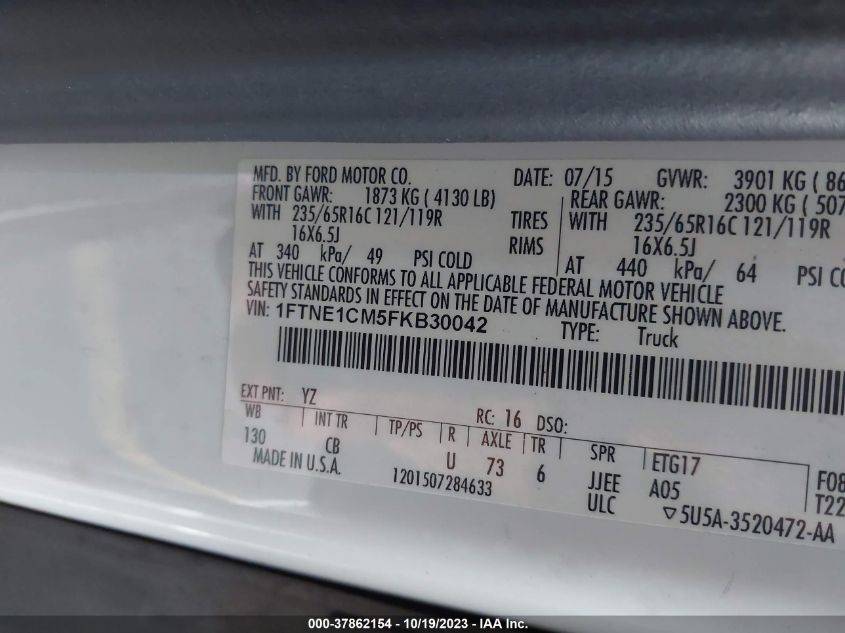 MFD. BY FORD MOTOR CO. DATE: 07/15 GVWR: 3901 KG ( 86
FRONT GAWR: 1873 KG ( 4130 LB) REAR GAWR: 2300 KG ( 507
WITH 235/65R16C 121/119R TIRES WITH 235/65R16C 121/119R
16X6.5J RIMS 16X6.5J
AT 340 kPa/ 49 PSI COLD AT 440 kPa/ 64 PSI CO
THIS VEHICLE CONFORMS TO ALL APPLICABLE FEDERAL MOTOR VEHICLE
SAFETY STANDARDS IN EFFECT ON THE DATE OF MANUFACTURE SHOWN ABOVE.
VIN: 1FTNE1CM5FKB30042 TYPE: Truck
EXT PNT: YZ RC: 16 DSO:
WB INT TR TP/PS R AXLE TR SPR ETG17
130 CB U 73 6 JJEE A05 F08
MADE IN U.S.A. 1201507284633 ULC T22
▽5U5A-3520472-AA
000-37862154 - 10/19/2023 - IAA Inc.